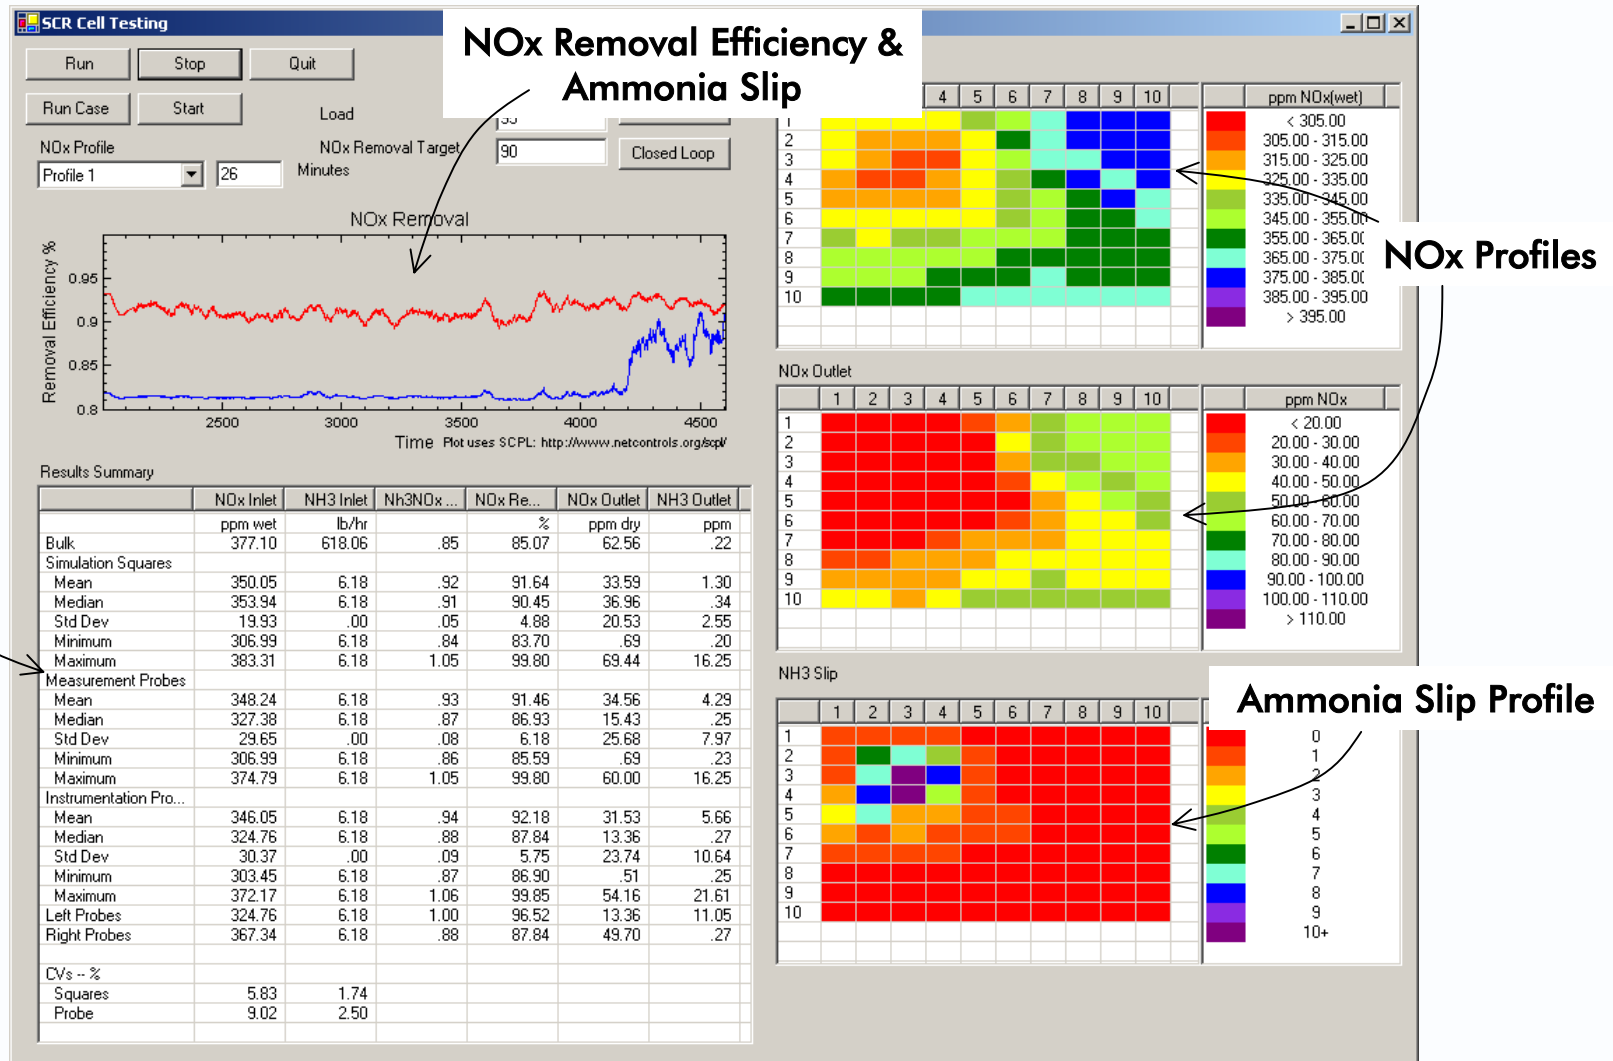 SCR Cell Testing
NOx Removal Efficiency &
Ammonia Slip
Run Stop Quit
Run Case Start
Load
NOx Profile
NOx Removal Target 90 Closed Loop
Profile 1 26 Minutes
NOx Removal
Removal Efficiency %
0.95
0.9
0.85
0.8
2500 3000 3500 4000 4500
Time Plot uses SCPL: http://www.netcontrols.org/scpl/
Results Summary
NOx Inlet NH3 Inlet Nh3NOx ... NOx Re... NOx Outlet NH3 Outlet
ppm wet lb/hr % ppm dry ppm
Bulk 377.10 618.06 .85 85.07 62.56 .22
Simulation Squares
Mean 350.05 6.18 .92 91.64 33.59 1.30
Median 353.94 6.18 .91 90.45 36.96 .34
Std Dev 19.93 .00 .05 4.88 20.53 2.55
Minimum 306.99 6.18 .84 83.70 .69 .20
Maximum 383.31 6.18 1.05 99.80 69.44 16.25
Measurement Probes
Mean 348.24 6.18 .93 91.46 34.56 4.29
Median 327.38 6.18 .87 86.93 15.43 .25
Std Dev 29.65 .00 .08 6.18 25.68 7.97
Minimum 306.99 6.18 .86 85.59 .69 .23
Maximum 374.79 6.18 1.05 99.80 60.00 16.25
Instrumentation Pro...
Mean 346.05 6.18 .94 92.18 31.53 5.66
Median 324.76 6.18 .88 87.84 13.36 .27
Std Dev 30.37 .00 .09 5.75 23.74 10.64
Minimum 303.45 6.18 .87 86.90 .51 .25
Maximum 372.17 6.18 1.06 99.85 54.16 21.61
Left Probes 324.76 6.18 1.00 96.52 13.36 11.05
Right Probes 367.34 6.18 .88 87.84 49.70 .27
CVs -- %
Squares 5.83 1.74
Probe 9.02 2.50
4 5 6 7 8 9 10
1
2
3
4
5
6
7
8
9
10
ppm NOx(wet)
< 305.00
305.00 - 315.00
315.00 - 325.00
325.00 - 335.00
335.00 - 345.00
345.00 - 355.00
355.00 - 365.00
365.00 - 375.00
375.00 - 385.00
385.00 - 395.00
> 395.00
NOx Profiles
NOx Outlet
1 2 3 4 5 6 7 8 9 10
1
2
3
4
5
6
7
8
9
10
ppm NOx
< 20.00
20.00 - 30.00
30.00 - 40.00
40.00 - 50.00
50.00 - 60.00
60.00 - 70.00
70.00 - 80.00
80.00 - 90.00
90.00 - 100.00
100.00 - 110.00
> 110.00
NH3 Slip
Ammonia Slip Profile
1 2 3 4 5 6 7 8 9 10
1
2
3
4
5
6
7
8
9
10
0
1
2
3
4
5
6
7
8
9
10+